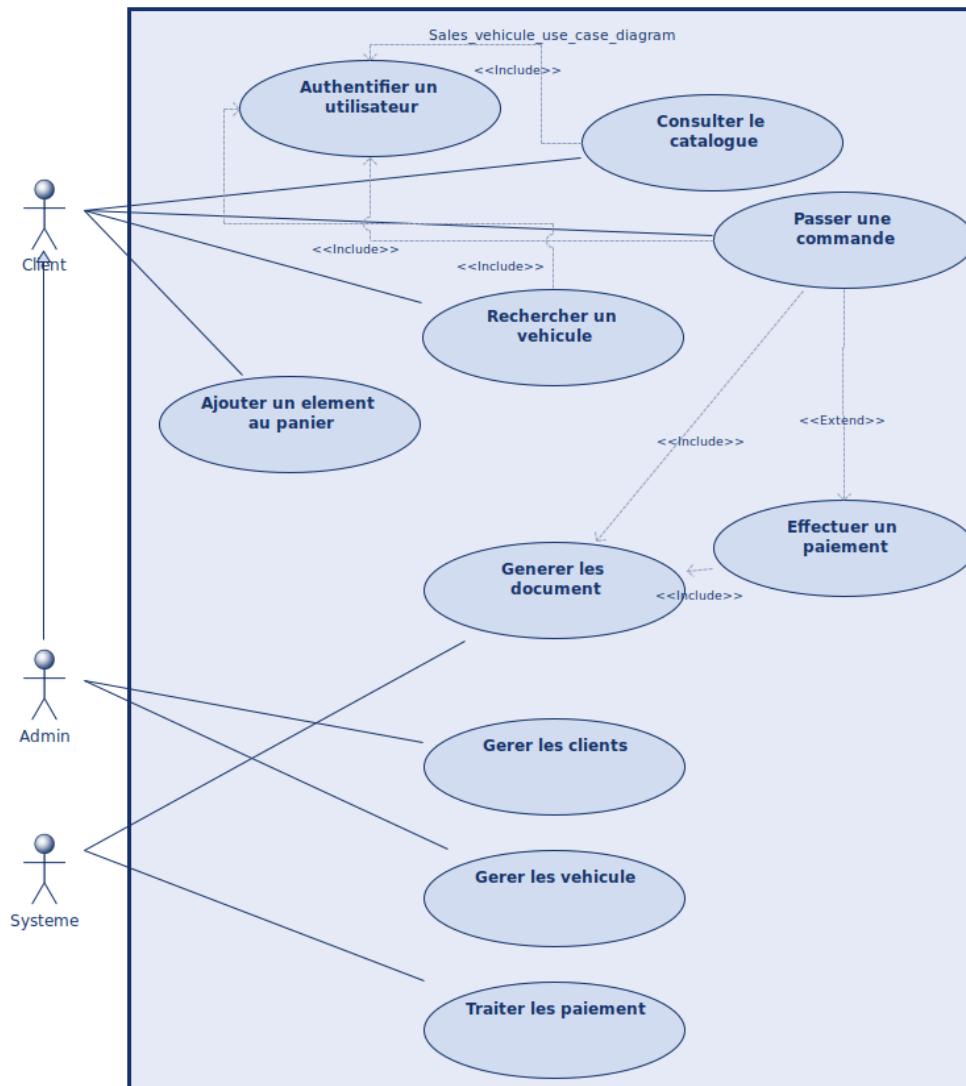 Sales_vehicule_use_case_diagram
<<Include>>
Authentifier un
utilisateur
Consulter le
catalogue
Passer une
commande
Client
<<Include>>
<<Include>>
Rechercher un
vehicule
Ajouter un element
au panier
<<Extend>>
<<Include>>
Effectuer un
paiement
Générer les
document
<<Include>>
Admin
Gerer les clients
Systeme
Gerer les vehicule
Traiter les paiement